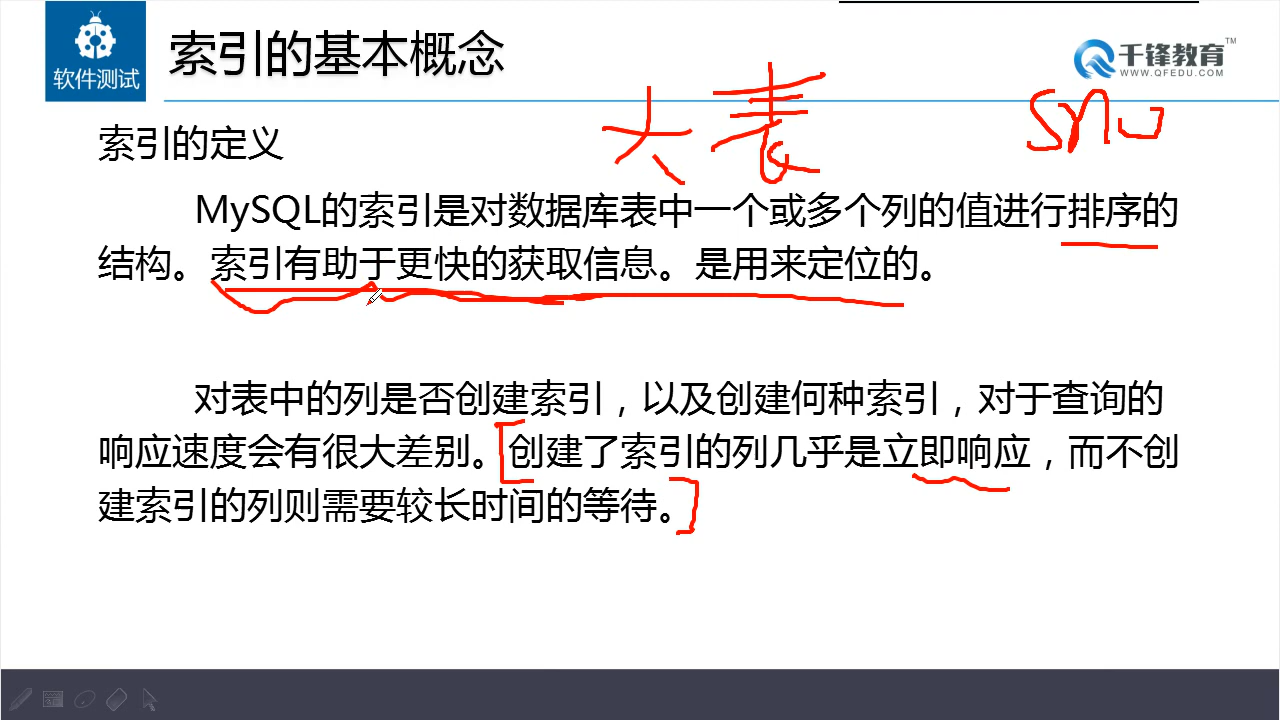 索引的基本概念
软件测试
千锋教育TM
WWW.QFEDU.COM
大表
sno
索引的定义
MySQL的索引是对数据库表中一个或多个列的值进行排序的
结构。索引有助于更快的获取信息。是用来定位的。
对表中的列是否创建索引，以及创建何种索引，对于查询的
响应速度会有很大差别。创建了索引的列几乎是立即响应，而不创
建索引的列则需要较长时间的等待。